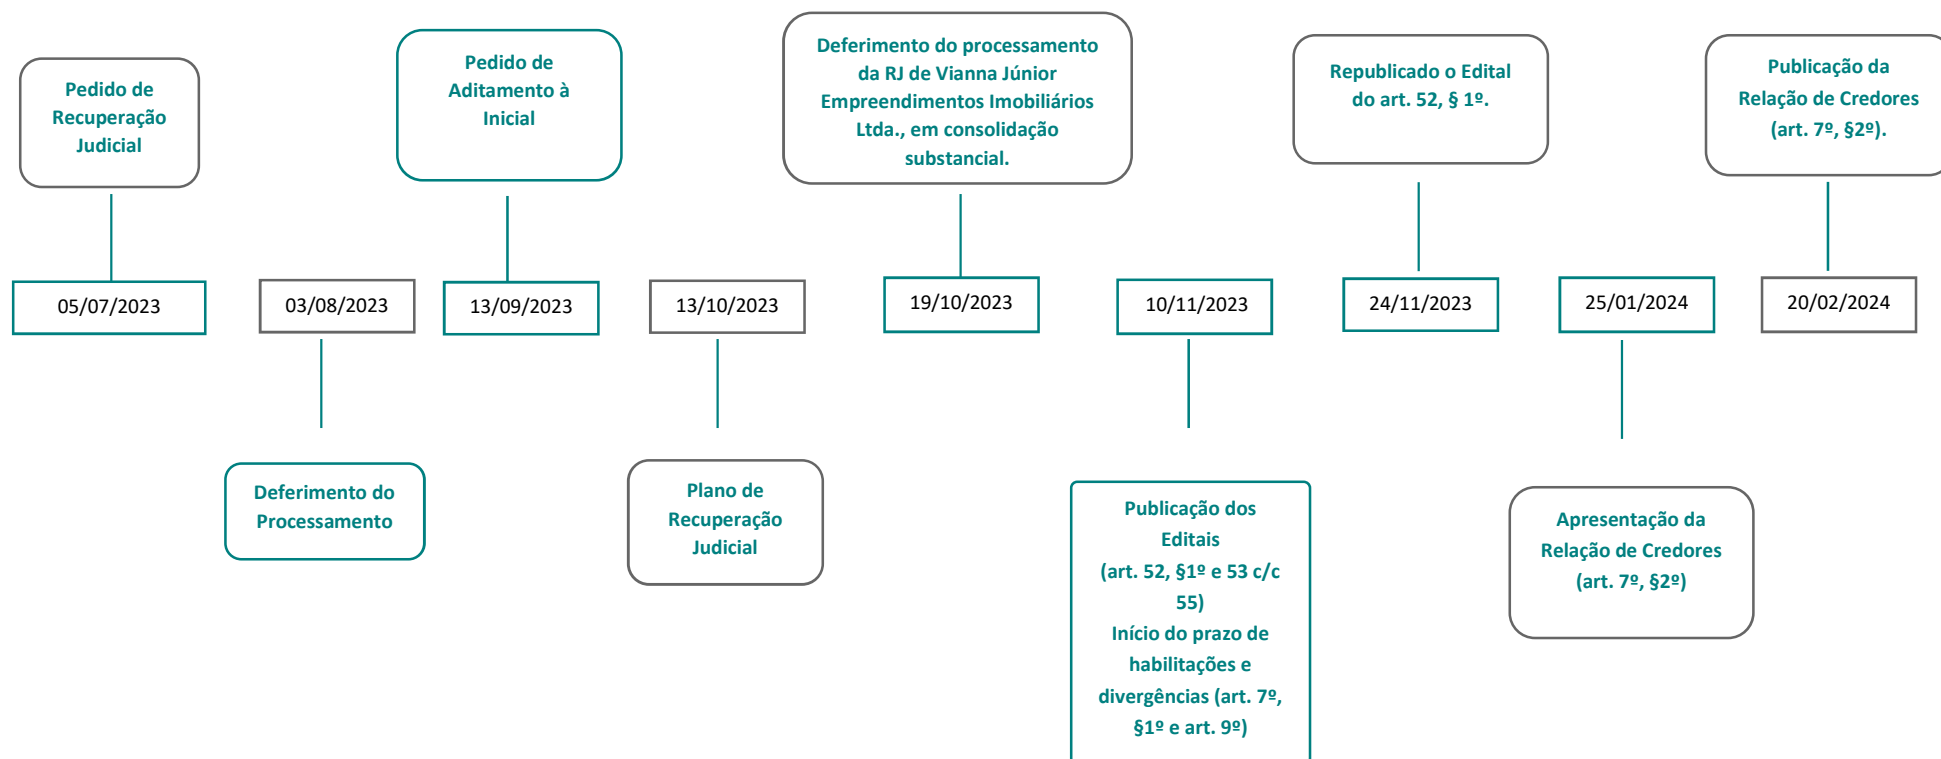 Pedido de
Recuperação
Judicial
Pedido de
Aditamento à
Inicial
Deferimento do processamento
da RJ de Vianna Júnior
Empreendimentos Imobiliários
Ltda., em consolidação
substancial.
Republicado o Edital
do art. 52, § 1º.
Publicação da
Relação de Credores
(art. 7º, §2º).
05/07/2023
03/08/2023
13/09/2023
13/10/2023
19/10/2023
10/11/2023
24/11/2023
25/01/2024
20/02/2024
Deferimento do
Processamento
Plano de
Recuperação
Judicial
Publicação dos
Editais
(art. 52, §1º e 53 c/c
55)
Início do prazo de
habilitações e
divergências (art. 7º,
§1º e art. 9º)
Apresentação da
Relação de Credores
(art. 7º, §2º)